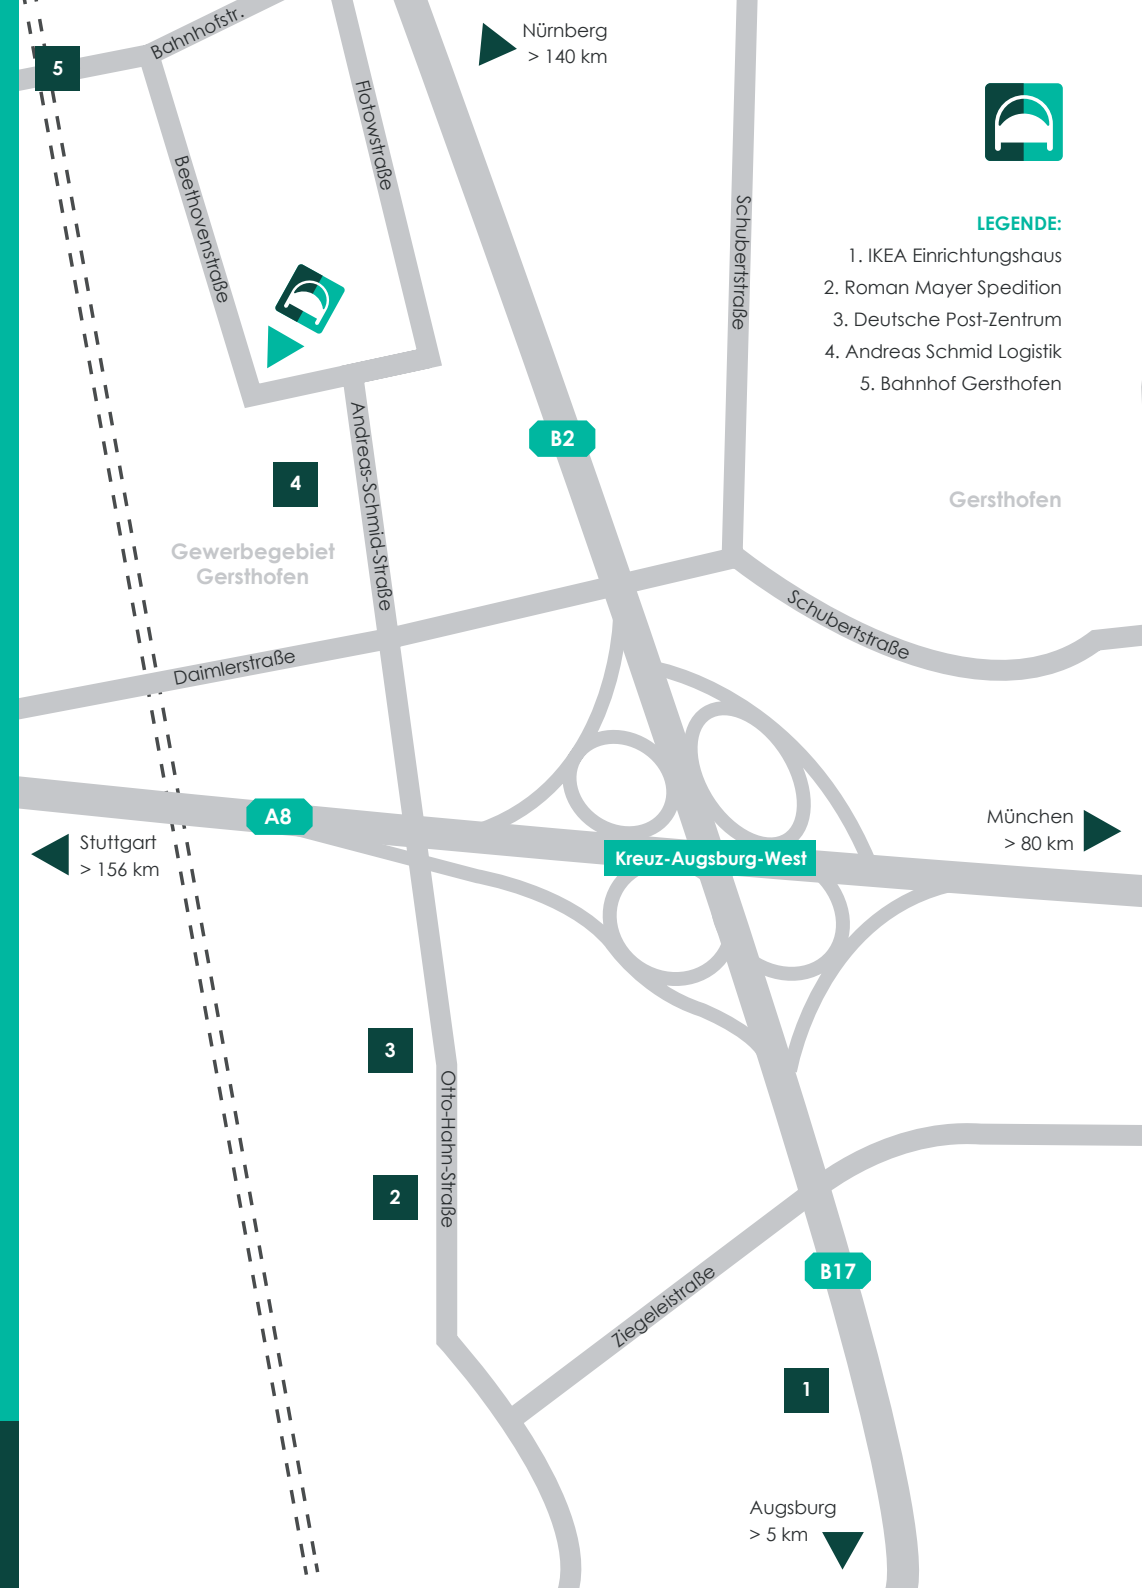 Bahnhofstr.
Nürnberg
> 140 km
5
Flotowstraße
Beethovenstraße
Schubertstraße
LEGENDE:
1. IKEA Einrichtungshaus
2. Roman Mayer Spedition
3. Deutsche Post-Zentrum
4. Andreas Schmid Logistik
5. Bahnhof Gersthofen
B2
Andreas-Schmid-Straße
4
Gersthofen
Gewerbegebiet
Gersthofen
Schubertstraße
Daimlerstraße
A8
Stuttgart
> 156 km
Kreuz-Augsburg-West
München
> 80 km
3
Otto-Hahn-Straße
2
B17
Ziegeleistraße
1
Augsburg
> 5 km